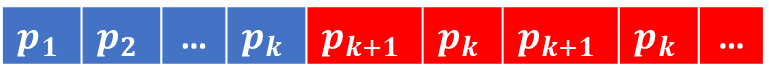 p₁ p₂ ... pₖ pₖ₊₁ pₖ pₖ₊₁ pₖ ...